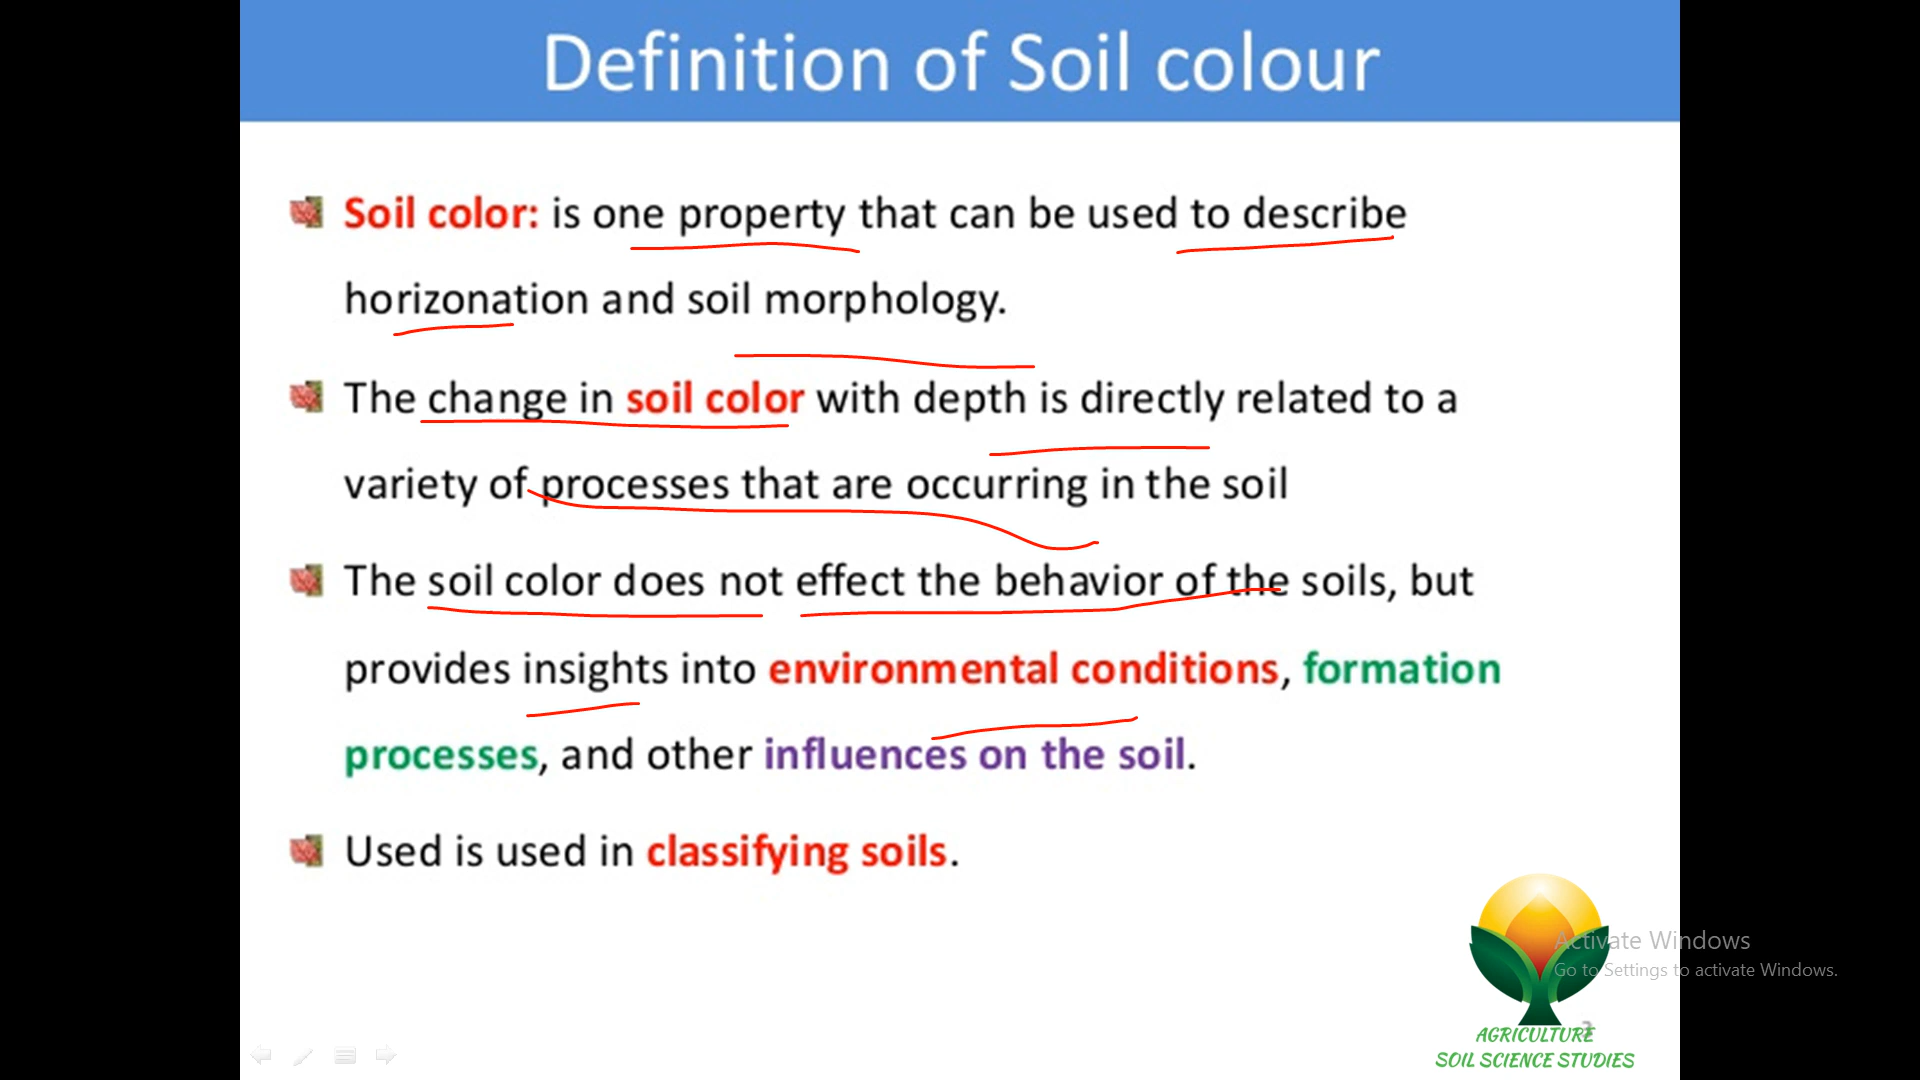 Definition of Soil colour
Soil color: is one property that can be used to describe
horizonation and soil morphology.
The change in soil color with depth is directly related to a
variety of processes that are occurring in the soil
The soil color does not effect the behavior of the soils, but
provides insights into environmental conditions, formation
processes, and other influences on the soil.
Used is used in classifying soils.
Activate Windows
Go to Settings to activate Windows.
AGRICULTURE
SOIL SCIENCE STUDIES